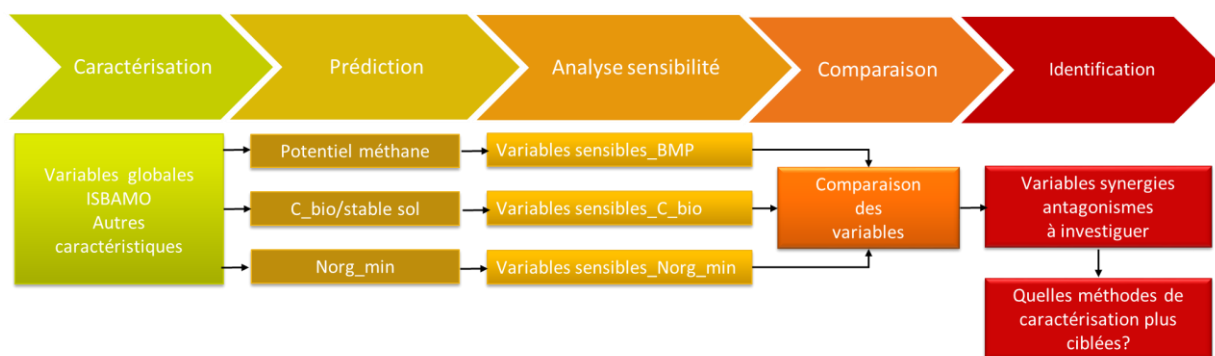 Caractérisation
Prédiction
Analyse sensibilité
Comparaison
Identification
Variables globales
ISBAMO
Autres
caractéristiques
Potentiel méthane
C_bio/stable sol
Norg_min
Variables sensibles_BMP
Variables sensibles_C_bio
Variables sensibles_Norg_min
Comparaison
des
variables
Variables synergies
antagonismes
à investiguer
Quelles méthodes de
caractérisation plus
ciblées?